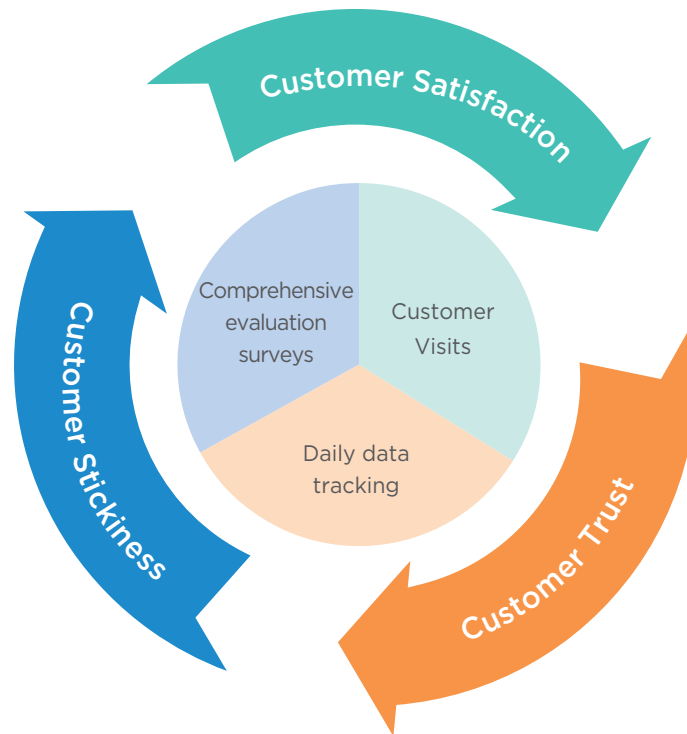 Customer Satisfaction
Customer Trust
Customer Stickiness
Comprehensive
evaluation
surveys
Customer
Visits
Daily data
tracking